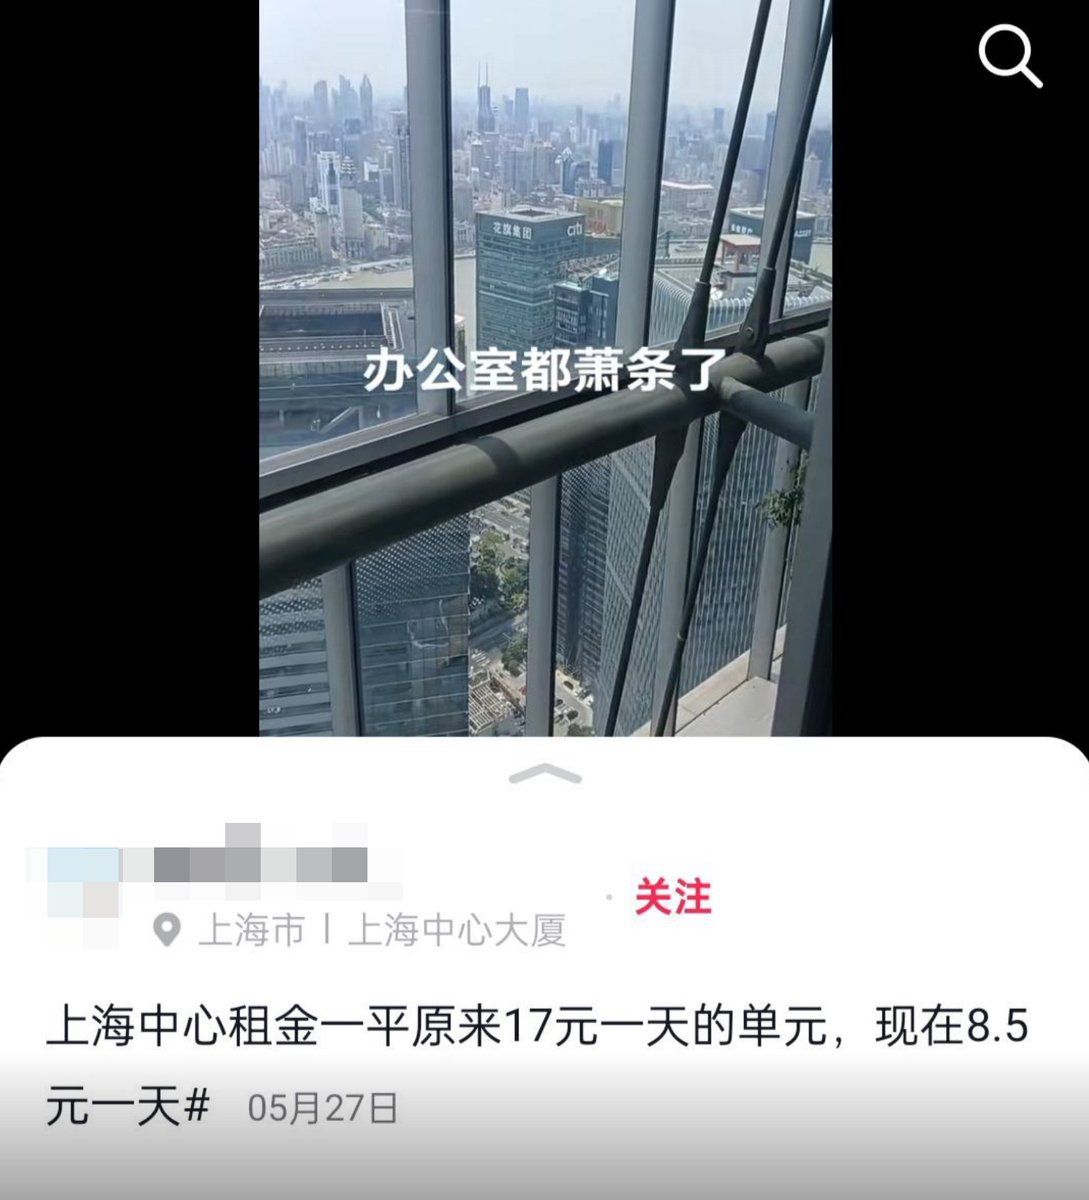 花旗集团 citi
办公室都萧条了
关注
上海市 | 上海中心大厦
上海中心租金一平原来17元一天的单元，现在8.5
元一天# 05月27日